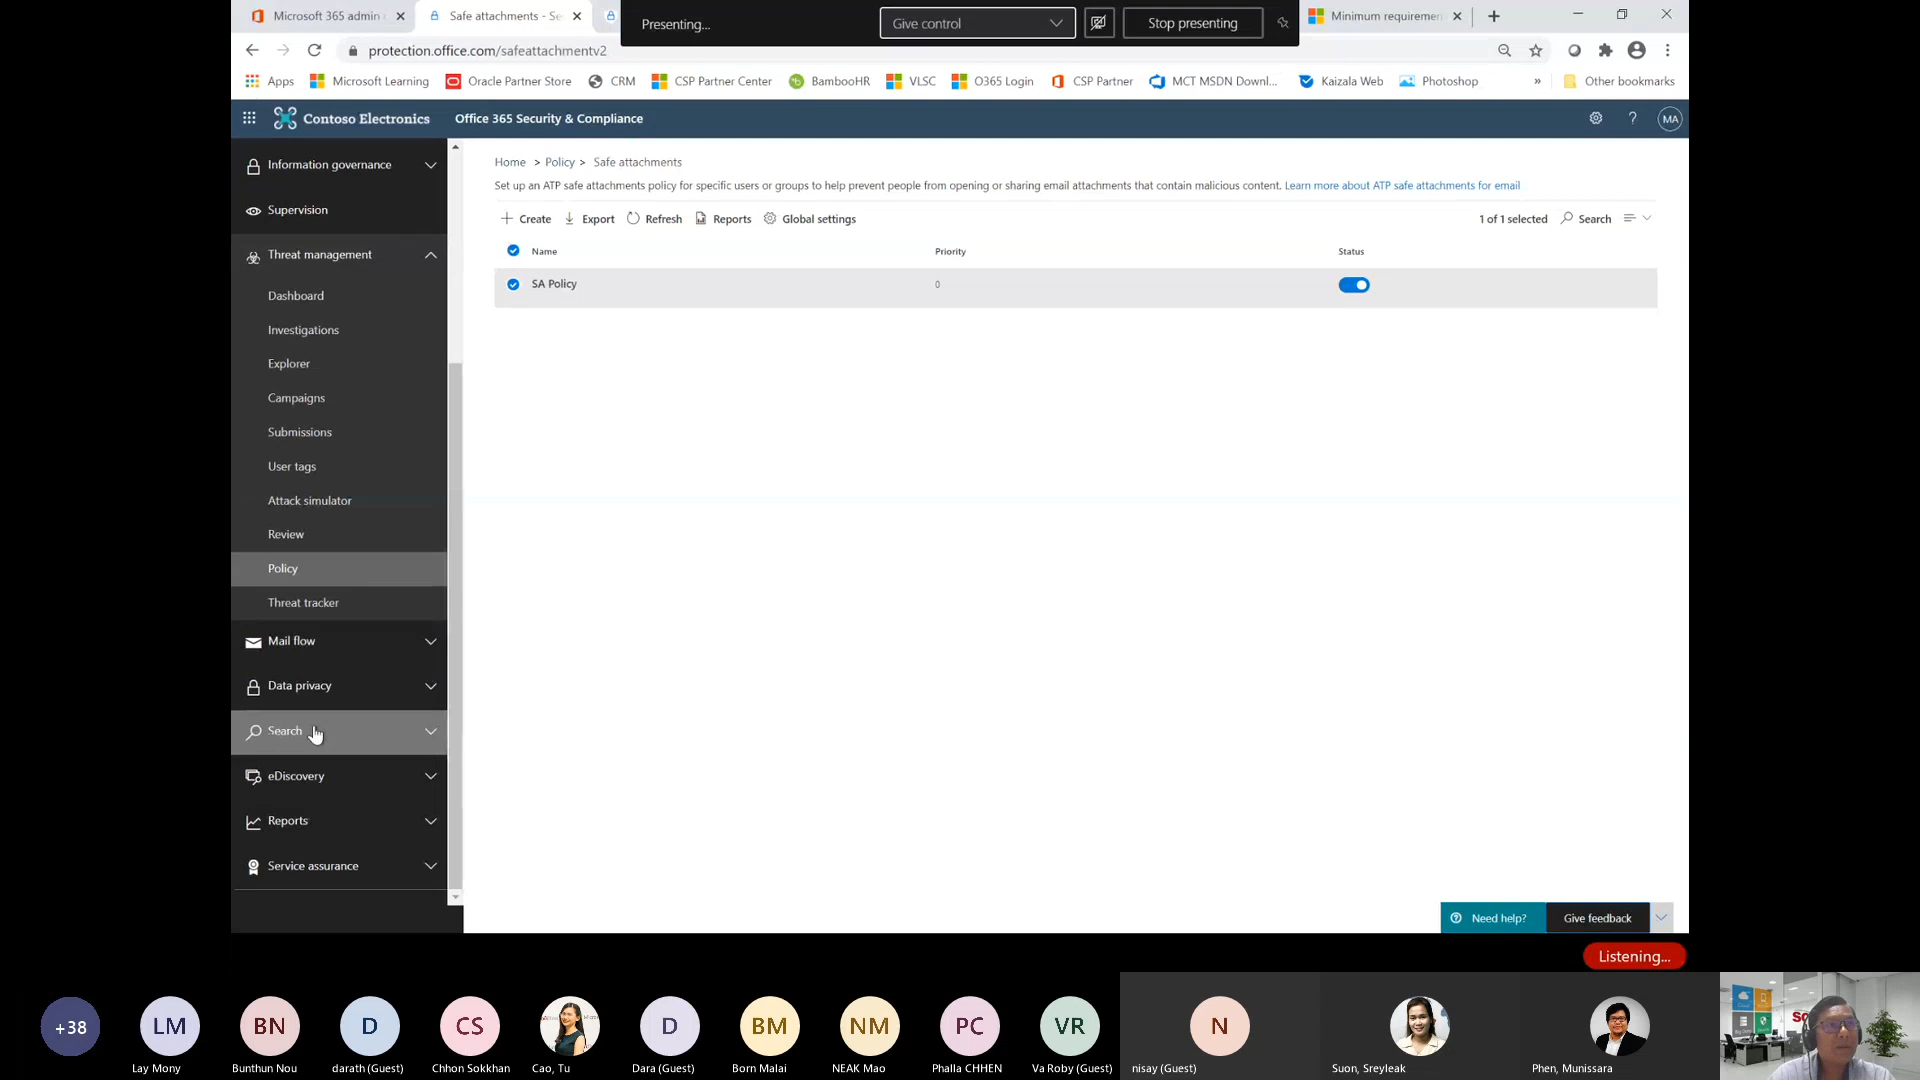 Microsoft 365 admin
Safe attachments - Se
Presenting...
Give control
Stop presenting
Minimum requiremen
protection.office.com/safeattachmentv2
Apps
Microsoft Learning
Oracle Partner Store
CRM
CSP Partner Center
BambooHR
VLSC
O365 Login
CSP Partner
MCT MSDN Downl...
Kaizala Web
Photoshop
»
Other bookmarks
Contoso Electronics
Office 365 Security & Compliance
?
MA
Information governance
Supervision
Threat management
Dashboard
Investigations
Explorer
Campaigns
Submissions
User tags
Attack simulator
Review
Policy
Threat tracker
Mail flow
Data privacy
Search
eDiscovery
Reports
Service assurance
Home > Policy > Safe attachments
Set up an ATP safe attachments policy for specific users or groups to help prevent people from opening or sharing email attachments that contain malicious content. Learn more about ATP safe attachments for email
Create
Export
Refresh
Reports
Global settings
1 of 1 selected
Search
Name
Priority
Status
SA Policy
0
Need help?
Give feedback
Listening...
+38
LM
BN
D
CS
D
BM
NM
PC
VR
N
Lay Mony
Bunthun Nou
darath (Guest)
Chhon Sokkhan
Cao, Tu
Dara (Guest)
Born Malai
NEAK Mao
Phalla CHHEN
Va Roby (Guest)
nisay (Guest)
Suon, Sreyleak
Phen, Munissara